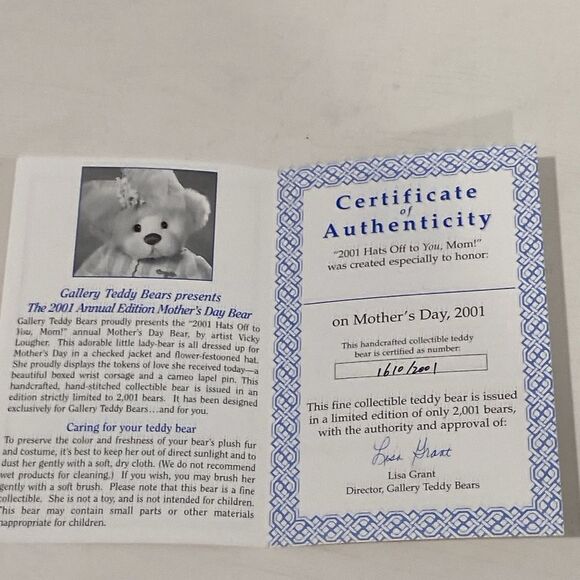 Gallery Teddy Bears presents
The 2001 Annual Edition Mother's Day Bear
Gallery Teddy Bears proudly presents the "2001 Hats Off to
You, Mom!" annual Mother's Day Bear, by artist Vicky
Lougher. This adorable little lady-bear is all dressed up for
Mother's Day in a checked jacket and flower-festooned hat.
She proudly displays the tokens of love she received today—a
beautiful boxed wrist corsage and a cameo lapel pin. This
handcrafted, hand-stitched collectible bear is issued in an
edition strictly limited to 2,001 bears. It has been designed
exclusively for Gallery Teddy Bears...and for you.
Caring for your teddy bear
To preserve the color and freshness of your bear's plush fur
and costume, it's best to keep her out of direct sunlight and to
dust her gently with a soft, dry cloth. (We do not recommend
wet products for cleaning.) If you wish, you may brush her
gently with a soft brush. Please note that this bear is a fine
collectible. She is not a toy, and is not intended for children.
This bear may contain small parts or other materials
inappropriate for children.
Certificate
of
Authenticity
"2001 Hats Off to You, Mom!"
was created especially to honor:
on Mother's Day, 2001
This handcrafted collectible teddy
bear is certified as number:
1610/2001
This fine collectible teddy bear is issued
in a limited edition of only 2,001 bears,
with the authority and approval of:
Lisa Grant
Lisa Grant
Director, Gallery Teddy Bears